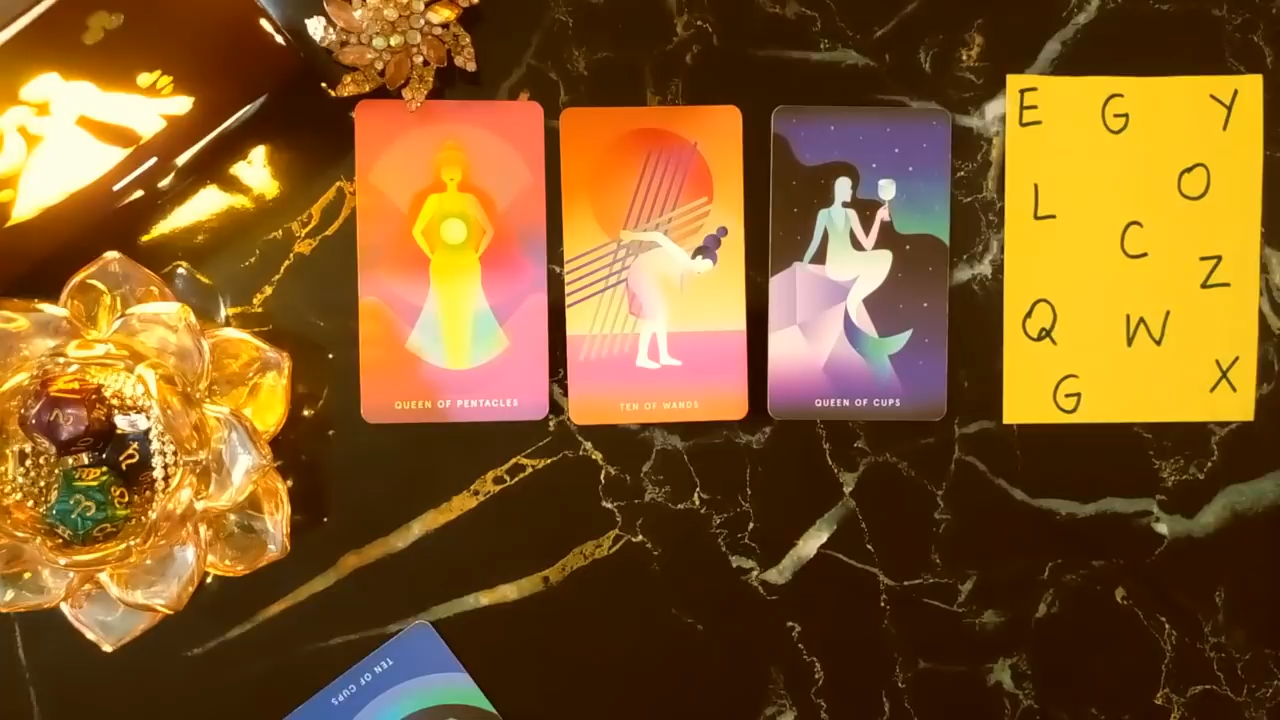 QUEEN OF PENTACLES
TEN OF WANDS
QUEEN OF CUPS
E G Y
O
L
C
Z
Q W
X
G
TEN OF CUPS